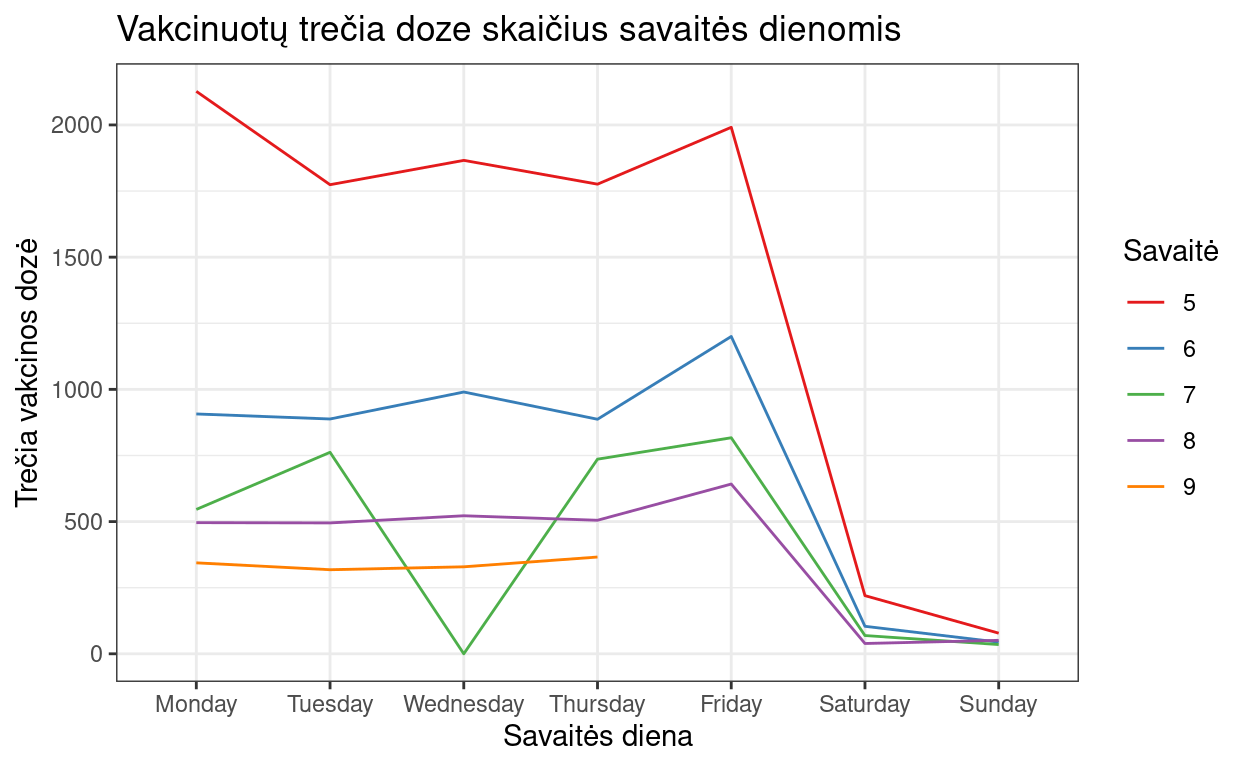 Vakcinuotų trečia doze skaičius savaitės dienomis
Trečia vakcinos dozė
2000
1500
1000
500
0
Monday Tuesday Wednesday Thursday Friday Saturday Sunday
Savaitės diena
Savaitė
5
6
7
8
9